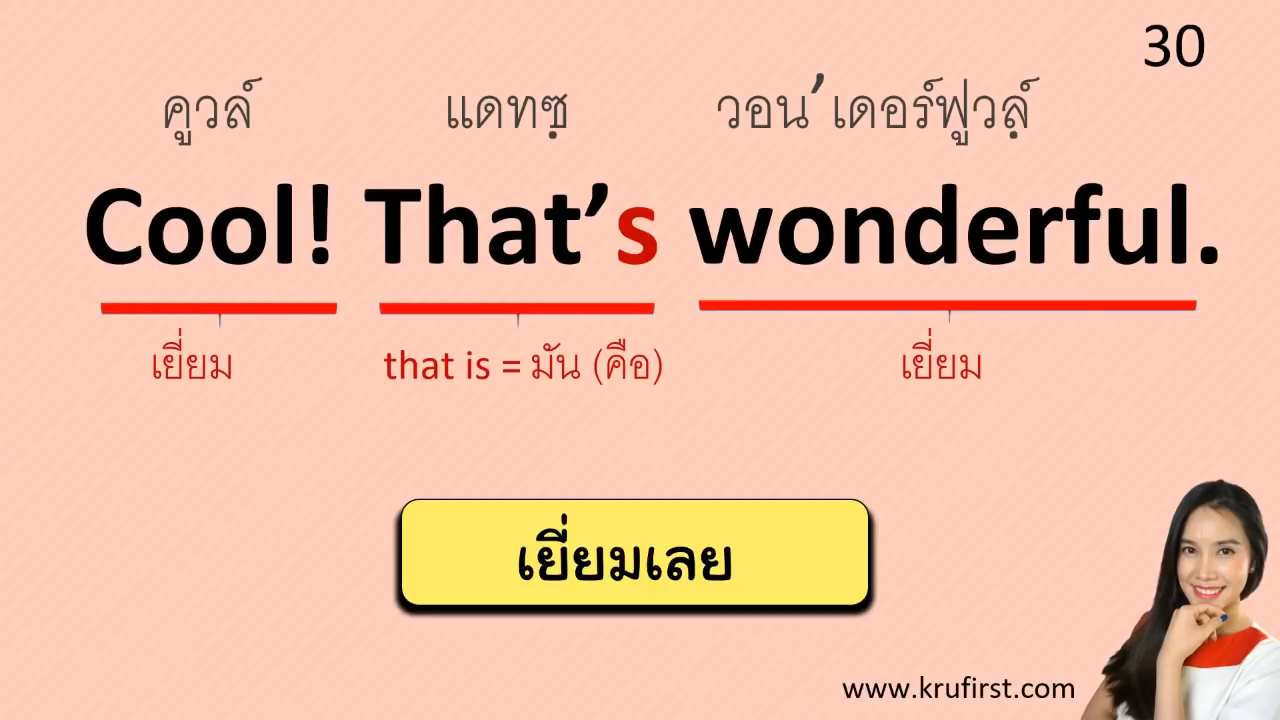 30
คูวล์ แดทซฺ วอน’เดอร์ฟูวลฺ์
Cool! That’s wonderful.
เยี่ยม that is = มัน (คือ) เยี่ยม
เยี่ยมเลย
www.krufirst.com